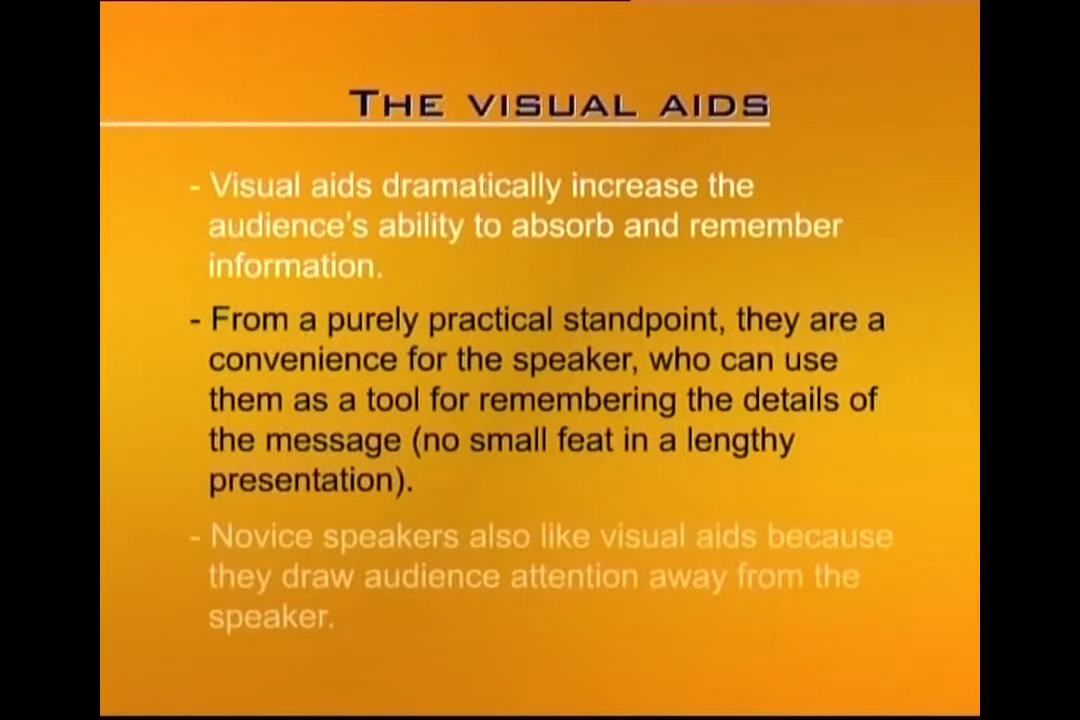 THE VISUAL AIDS
- Visual aids dramatically increase the
audience's ability to absorb and remember
information.
- From a purely practical standpoint, they are a
convenience for the speaker, who can use
them as a tool for remembering the details of
the message (no small feat in a lengthy
presentation).
- Novice speakers also like visual aids because
they draw audience attention away from the
speaker.